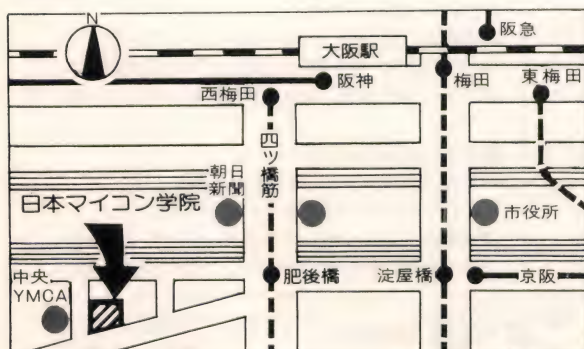 N
阪急
大阪駅
阪神
梅田
東梅田
西梅田
四ツ橋筋
朝日
新聞
日本マイコン学院
市役所
中央
YMCA
肥後橋
淀屋橋
京阪